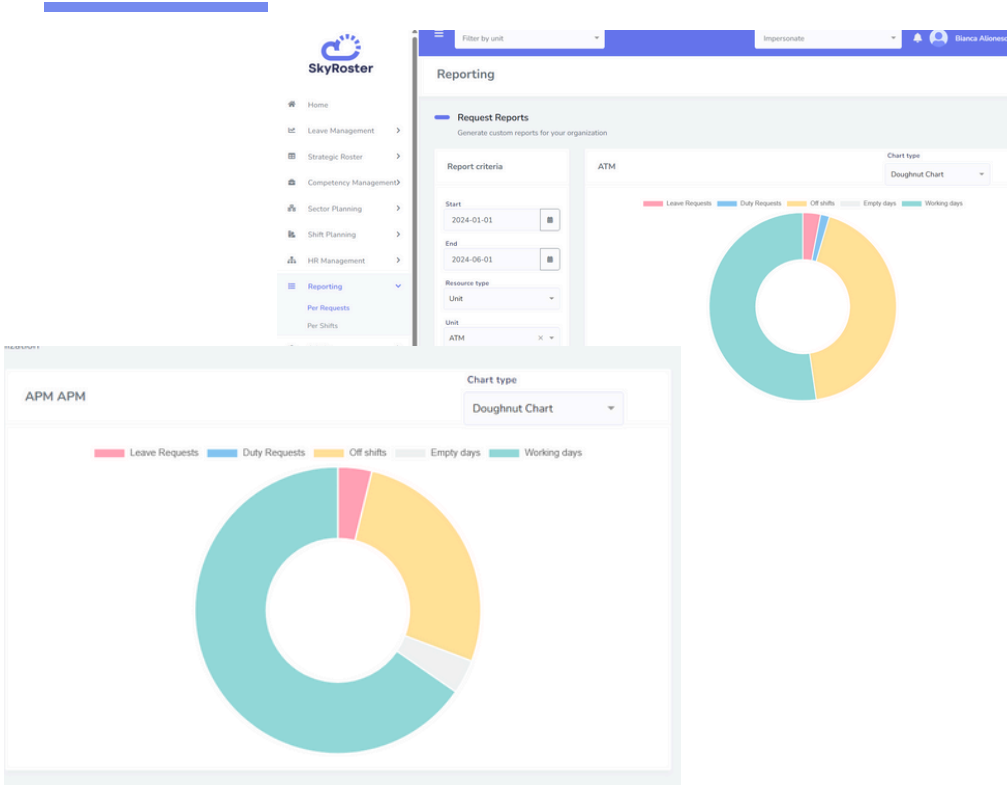 SkyRoster
Home
Leave Management
Strategic Roster
Competency Management
Sector Planning
Shift Planning
HR Management
Reporting
Per Requests
Per Shifts
Filter by unit
Impersonate
Bianca Alionesc
Reporting
Request Reports
Generate custom reports for your organization
Report criteria
Start
2024-01-01
End
2024-06-01
Resource type
Unit
Unit
ATM
ATM
Chart type
Doughnut Chart
Leave Requests Duty Requests Off shifts Empty days Working days
APM APM
Chart type
Doughnut Chart
Leave Requests Duty Requests Off shifts Empty days Working days